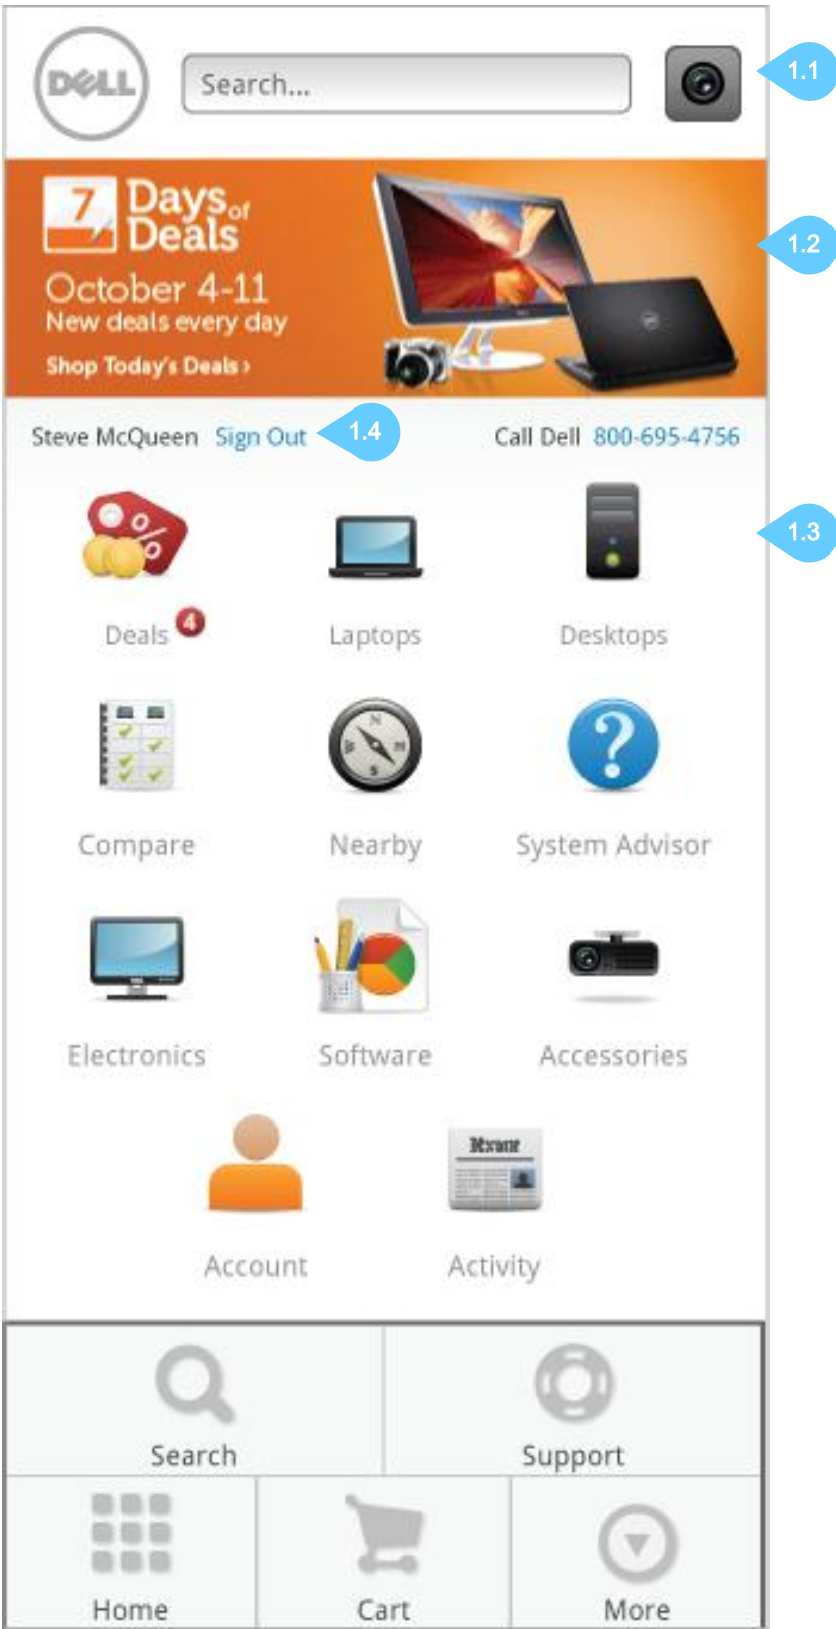 DELL
Search...
1.1
7 Days of
Deals
October 4-11
New deals every day
Shop Today's Deals ›
1.2
Steve McQueen Sign Out 1.4 Call Dell 800-695-4756
1.3
Deals 4 Laptops Desktops
N
S
Compare Nearby System Advisor
Electronics Software Accessories
Account Activity
Search Support
Home Cart More